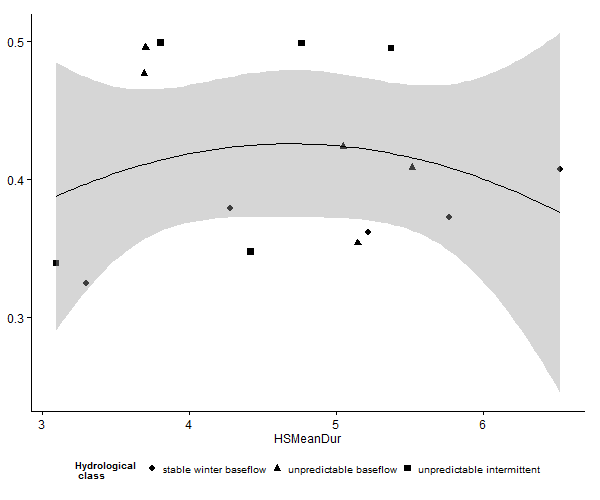 0.5
0.4
0.3
3 4 5 6
HSMeanDur
Hydrological
class
stable winter baseflow unpredictable baseflow unpredictable intermittent